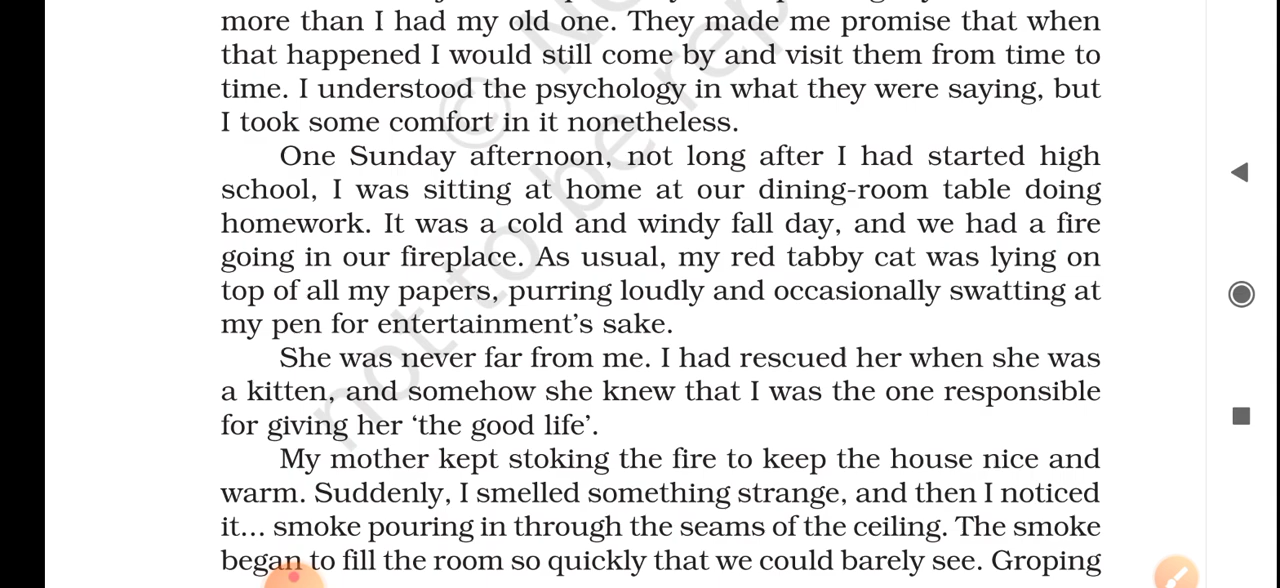 more than I had my old one. They made me promise that when
that happened I would still come by and visit them from time to
time. I understood the psychology in what they were saying, but
I took some comfort in it nonetheless.
One Sunday afternoon, not long after I had started high
school, I was sitting at home at our dining-room table doing
homework. It was a cold and windy fall day, and we had a fire
going in our fireplace. As usual, my red tabby cat was lying on
top of all my papers, purring loudly and occasionally swatting at
my pen for entertainment’s sake.
She was never far from me. I had rescued her when she was
a kitten, and somehow she knew that I was the one responsible
for giving her ‘the good life’.
My mother kept stoking the fire to keep the house nice and
warm. Suddenly, I smelled something strange, and then I noticed
it... smoke pouring in through the seams of the ceiling. The smoke
began to fill the room so quickly that we could barely see. Groping
not to be rep